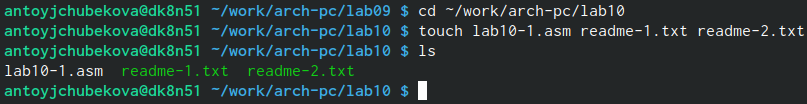 antoyjchubekova@dk8n51 ~/work/arch-pc/lab09 $ cd ~/work/arch-pc/lab10
antoyjchubekova@dk8n51 ~/work/arch-pc/lab10 $ touch lab10-1.asm readme-1.txt readme-2.txt
antoyjchubekova@dk8n51 ~/work/arch-pc/lab10 $ ls
lab10-1.asm  readme-1.txt  readme-2.txt
antoyjchubekova@dk8n51 ~/work/arch-pc/lab10 $